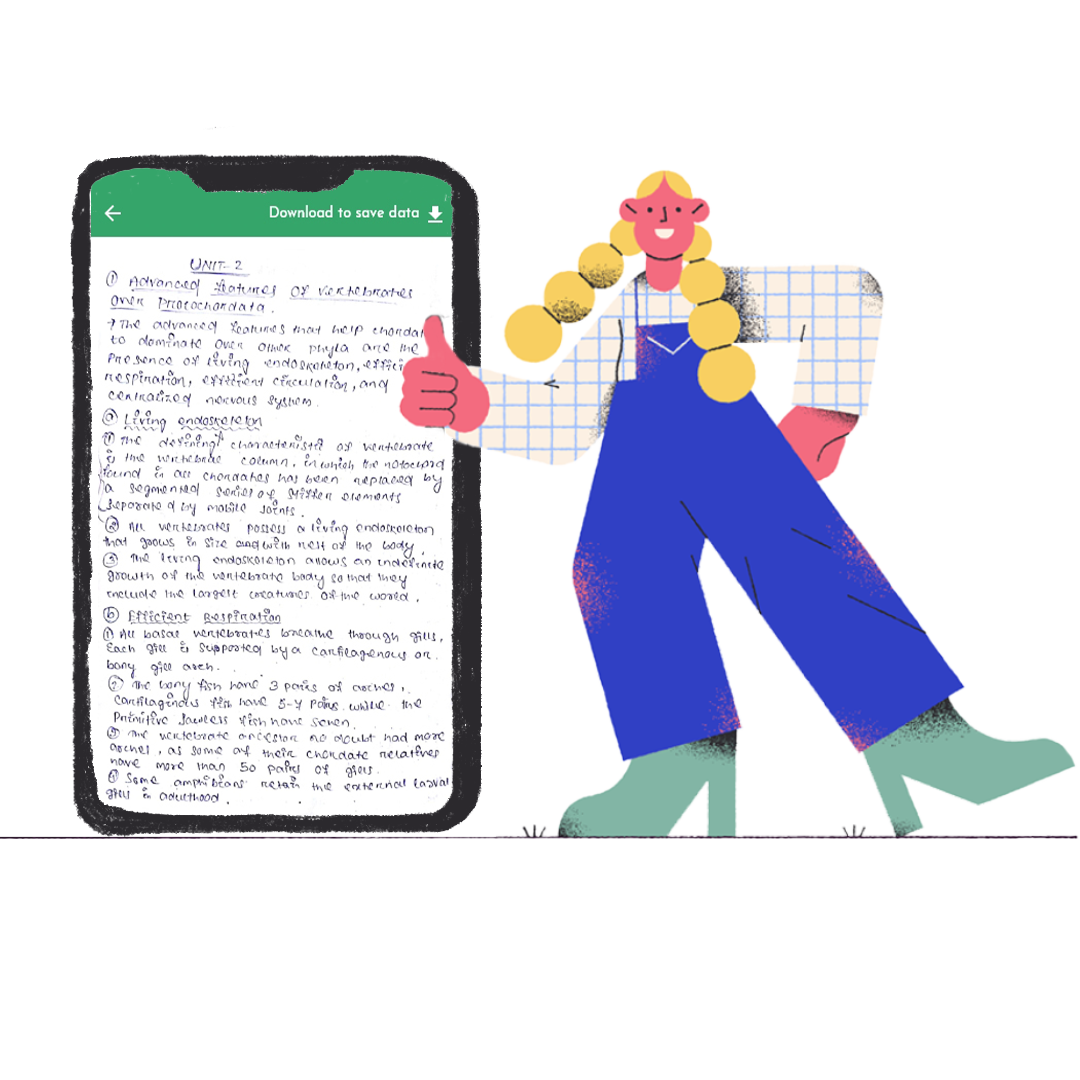 Download to save data
UNIT-2
① Advanced features of vertebraties
over Protochordata.
→ The advanced features that help chordat
to dominate over other phyla are the
Presence of living endoskeleton, effici
respiration, efficient circulation, and
centralized nervous system.
ⓐ Living endoskeleton
① The defining characteristi of vertebrate
is the vertebrae column, in which the notocord
found in all chordates has been replaced by
a segmented series of stiffer elements
seperated by mobile joints.
② All vertebrates possess a living endoskeleton
that grows in size and with rest of the body.
③ The living endoskeleton allows an indefinite
growth of the vertebrate body so that they
include the largest creatures of the world.
ⓑ Efficient Respiration
① All basal vertebrates breathe through gills.
Each gill is supported by a cartilagenous or
bony gill arch.
② The bony fish have 3 pairs of arches,
cartilaginous fish have 5-7 pairs. while the
Primitive jawless fish have seven.
③ The vertebrate ancestor no doubt had more
arches, as some of their chordate relatives
have more than 50 pairs of gills.
④ Some amphibians retain the external larval
gills in adulthood.